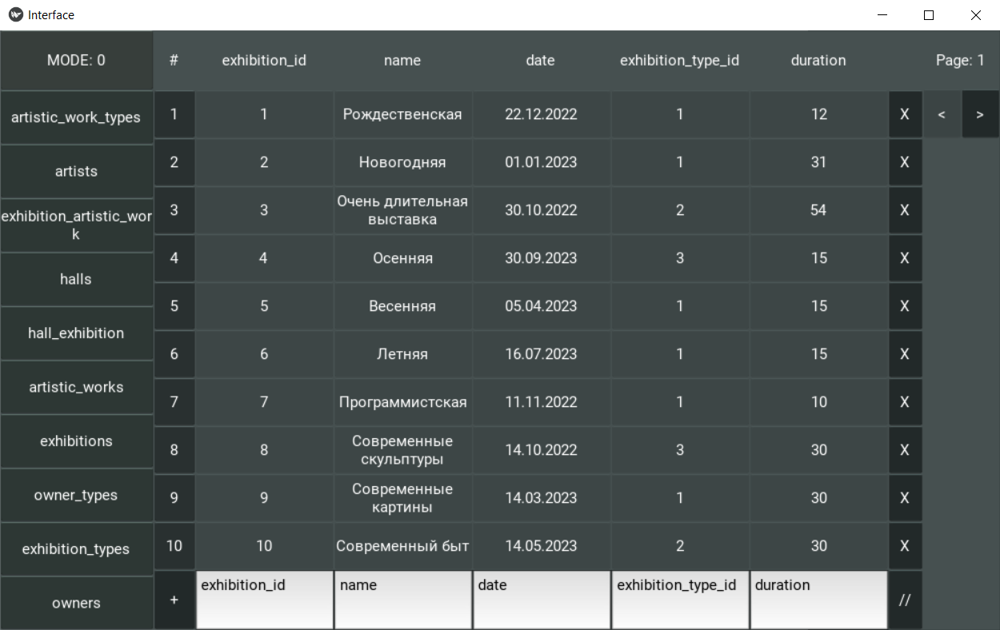 Interface
MODE: 0 # exhibition_id name date exhibition_type_id duration Page: 1
artistic_work_types
artists
exhibition_artistic_wor
k
halls
hall_exhibition
artistic_works
exhibitions
owner_types
exhibition_types
owners
1 1 Рождественская 22.12.2022 1 12 X < >
2 2 Новогодняя 01.01.2023 1 31 X
3 3 Очень длительная
выставка 30.10.2022 2 54 X
4 4 Осенняя 30.09.2023 3 15 X
5 5 Весенняя 05.04.2023 1 15 X
6 6 Летняя 16.07.2023 1 15 X
7 7 Программистская 11.11.2022 1 10 X
8 8 Современные
скульптуры 14.10.2022 3 30 X
9 9 Современные
картины 14.03.2023 1 30 X
10 10 Современный быт 14.05.2023 2 30 X
+ exhibition_id name date exhibition_type_id duration //